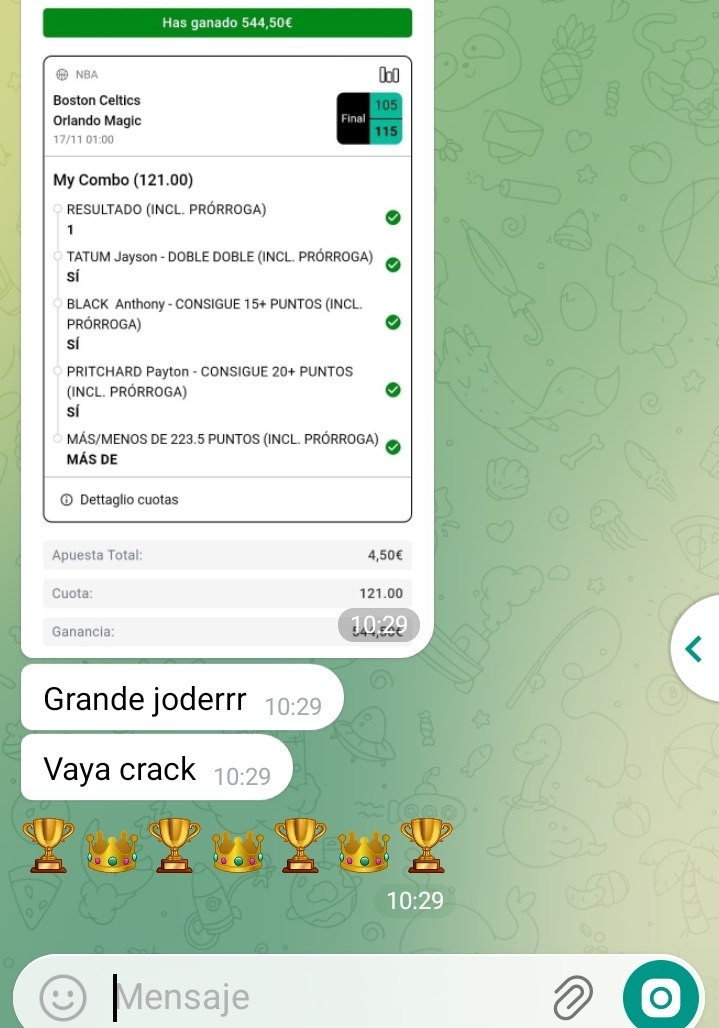 Has ganado 544,50€
NBA
Boston Celtics
Orlando Magic
17/11 01:00
Final
105
115
My Combo (121.00)
RESULTADO (INCL. PRÓRROGA)
1
TATUM Jayson - DOBLE DOBLE (INCL. PRÓRROGA)
SÍ
BLACK Anthony - CONSIGUE 15+ PUNTOS (INCL.
PRÓRROGA)
SÍ
PRITCHARD Payton - CONSIGUE 20+ PUNTOS
(INCL. PRÓRROGA)
SÍ
MÁS/MENOS DE 223.5 PUNTOS (INCL. PRÓRROGA)
MÁS DE
Dettaglio cuotas
Apuesta Total: 4,50€
Cuota: 121.00
Ganancia:
10:29
Grande joderrr 10:29
Vaya crack 10:29
10:29
Mensaje